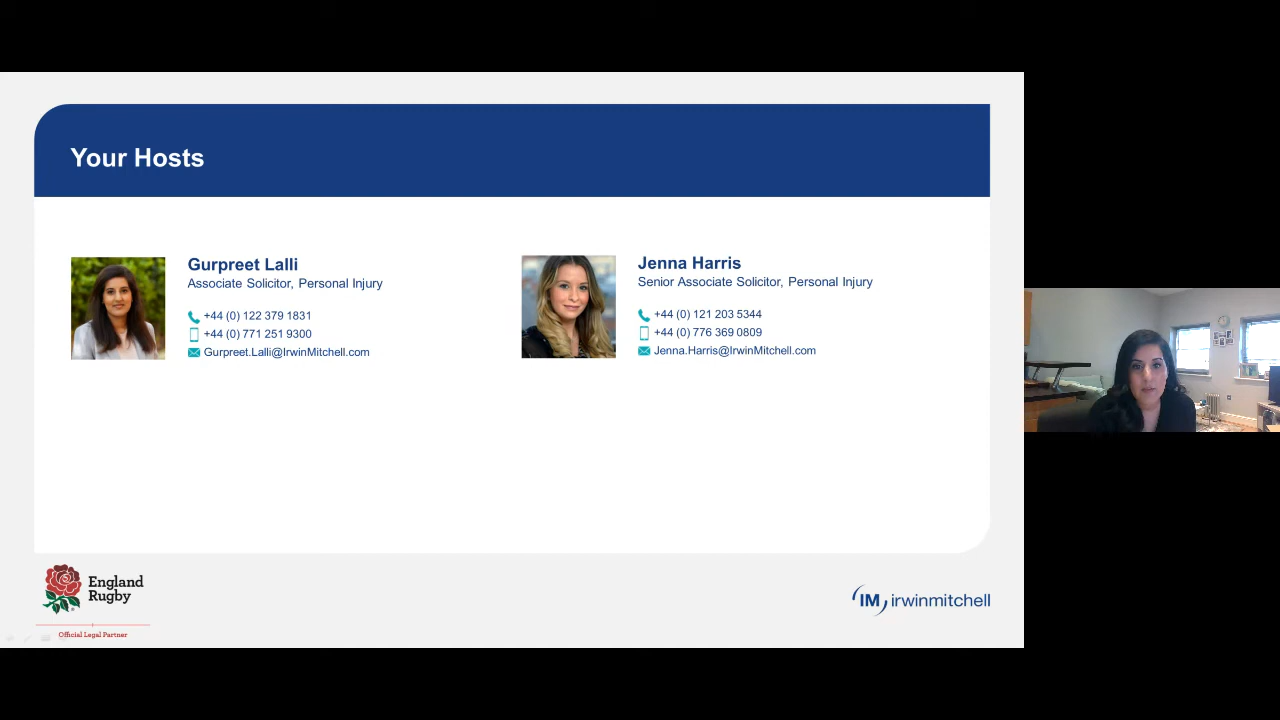 Your Hosts
Gurpreet Lalli
Associate Solicitor, Personal Injury
+44 (0) 122 379 1831
+44 (0) 771 251 9300
Gurpreet.Lalli@IrwinMitchell.com
Jenna Harris
Senior Associate Solicitor, Personal Injury
+44 (0) 121 203 5344
+44 (0) 776 369 0809
Jenna.Harris@IrwinMitchell.com
England
Rugby
Official Legal Partner
IM irwinmitchell